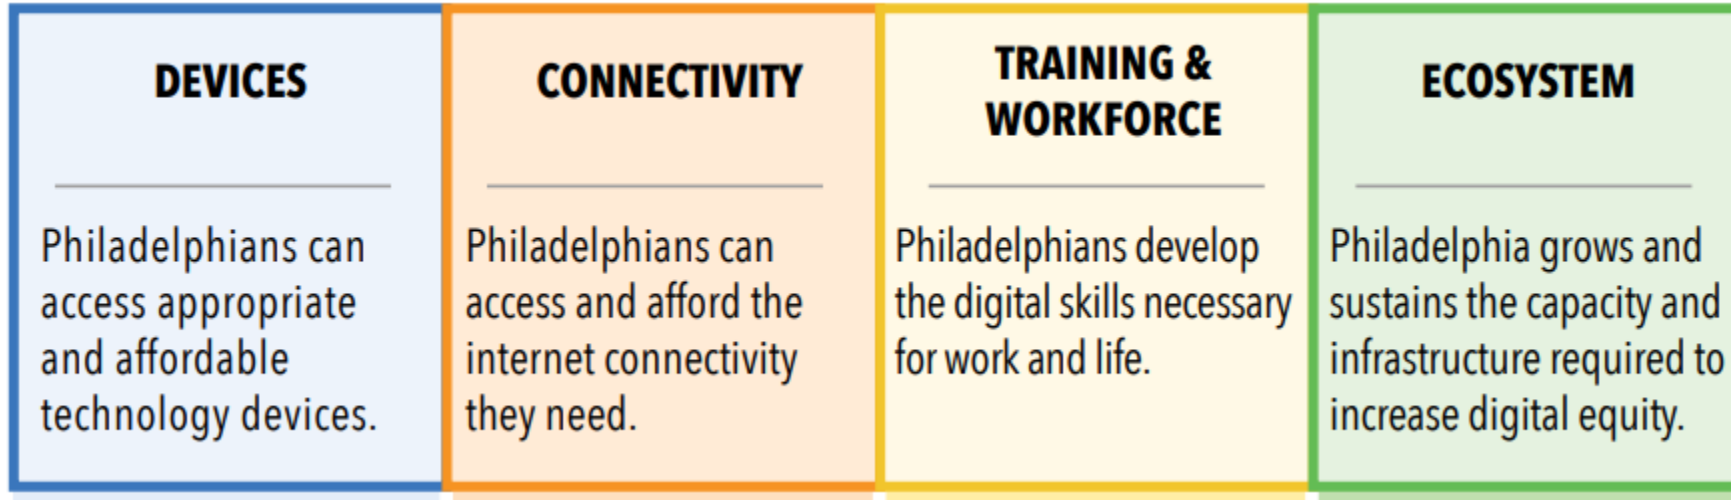 DEVICES
Philadelphians can
access appropriate
and affordable
technology devices.
CONNECTIVITY
Philadelphians can
access and afford the
internet connectivity
they need.
TRAINING &
WORKFORCE
Philadelphians develop
the digital skills necessary
for work and life.
ECOSYSTEM
Philadelphia grows and
sustains the capacity and
infrastructure required to
increase digital equity.